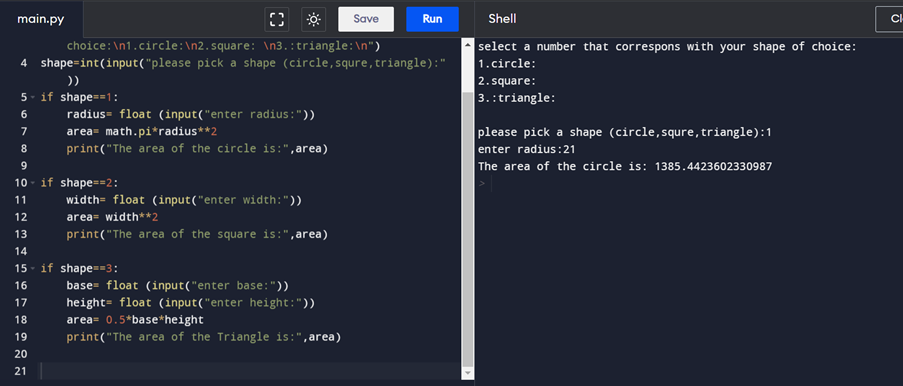 main.py
Save
Run
Shell
Cl
choice:\n1.circle:\n2.square: \n3.:triangle:\n")
4 shape=int(input("please pick a shape (circle,squre,triangle):"
))
5 if shape==1:
6 radius= float (input("enter radius:"))
7 area= math.pi*radius**2
8 print("The area of the circle is:",area)
9
10 if shape==2:
11 width= float (input("enter width:"))
12 area= width**2
13 print("The area of the square is:",area)
14
15 if shape==3:
16 base= float (input("enter base:"))
17 height= float (input("enter height:"))
18 area= 0.5*base*height
19 print("The area of the Triangle is:",area)
20
21
select a number that correspons with your shape of choice:
1.circle:
2.square:
3.:triangle:
please pick a shape (circle,squre,triangle):1
enter radius:21
The area of the circle is: 1385.4423602330987
>